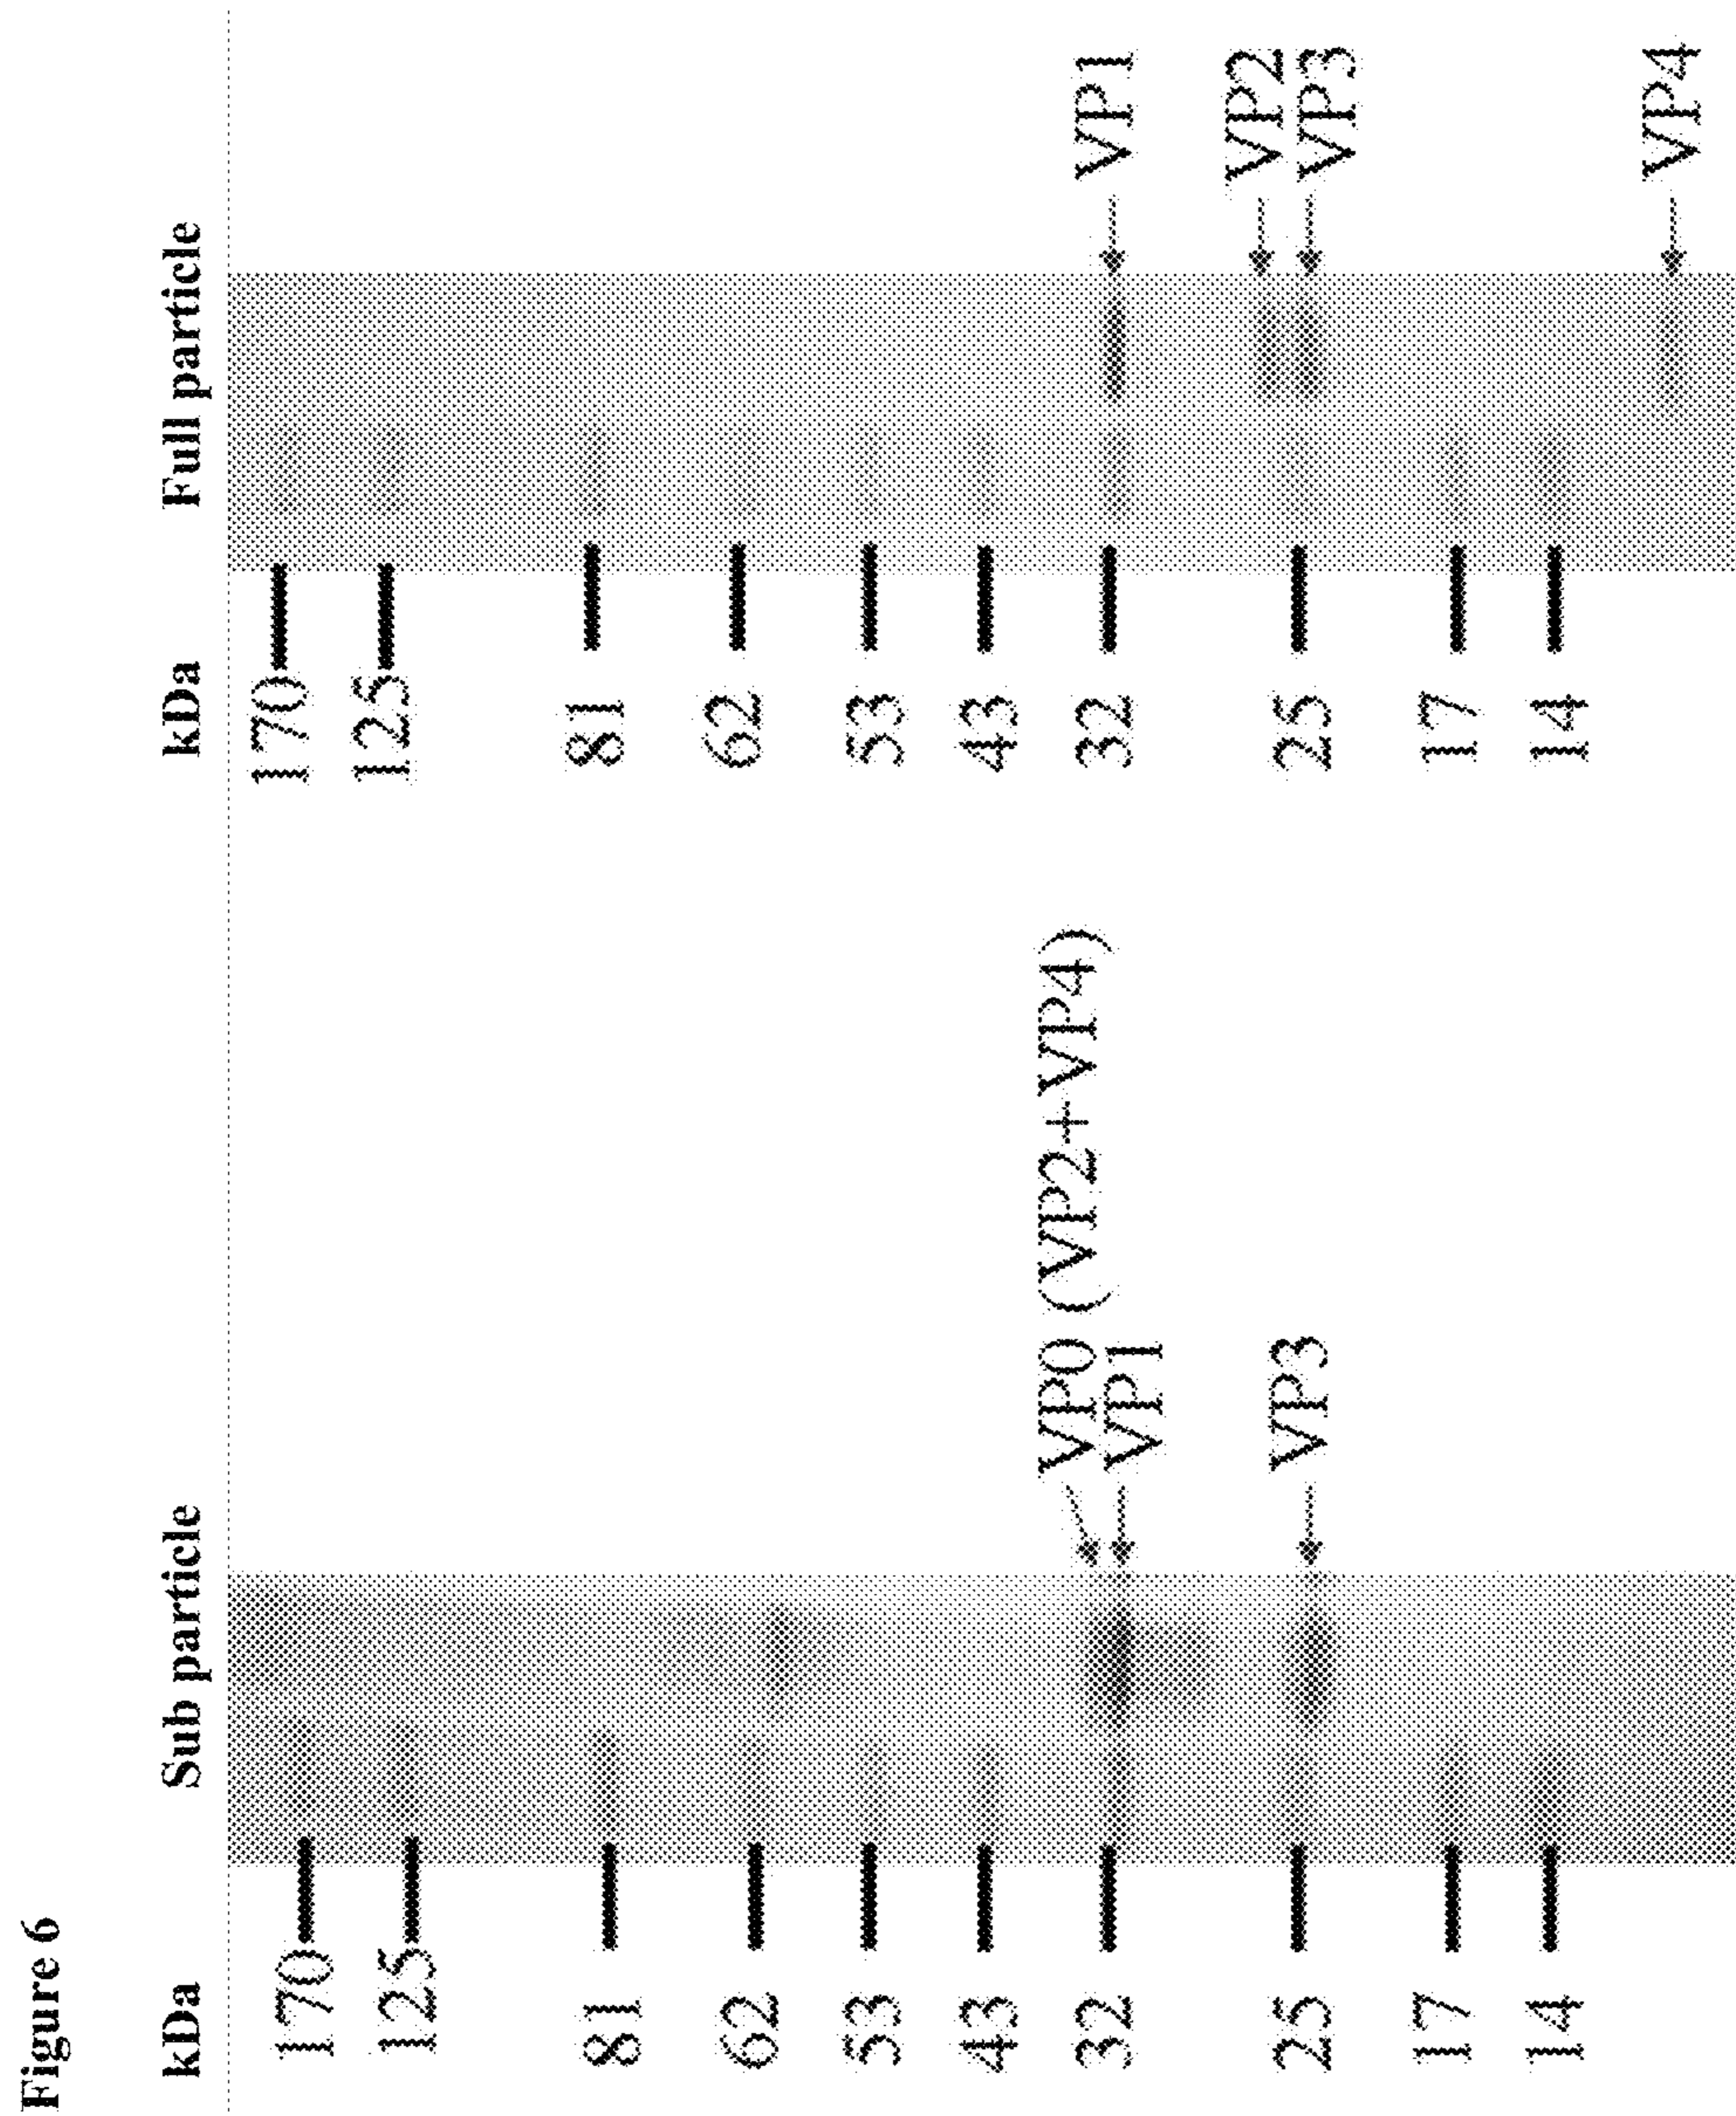 Figure 6
kDa Sub particle kDa Full particle
170
125
81
62
53
43
32
25
17
14
VP0 (VP2+VP4)
VP1
VP3
170
125
81
62
53
43
32
25
17
14
VP1
VP2
VP3
VP4